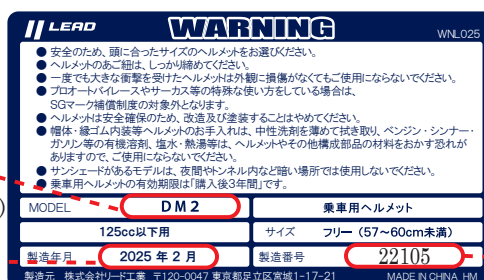 LEAD WARNING WNL025
● 安全のため、頭に合ったサイズのヘルメットをお選びください。
● ヘルメットのあご紐は、しっかり締めてください。
● 一度でも大きな衝撃を受けたヘルメットは外観に損傷がなくてもご使用にならないでください。
● プロオートバイレースやサーカス等の特殊な使い方をしている場合は、
SGマーク補償制度の対象外となります。
● ヘルメットは安全確保のため、改造及び塗装することはやめてください。
● 帽体・縁ゴム内装等ヘルメットのお手入れは、中性洗剤を薄めて拭き取り、ベンジン・シンナー・
ガソリン等の有機溶剤、塩水・熱湯等は、ヘルメットやその他構成部品の材料をおかす恐れが
ありますので、ご使用にならないでください。
● サンシェードがあるモデルは、夜間やトンネル内など暗い場所では使用しないでください。
● 乗車用ヘルメットの有効期限は「購入後3年間」です。
) MODEL DM2 乗車用ヘルメット
125cc以下用 サイズ フリー (57~60cm未満)
製造年月 2025 年 2 月 製造番号 22105
製造元 株式会社リード工業 〒120-0047 東京都足立区宮城1-17-21 MADE IN CHINA HM